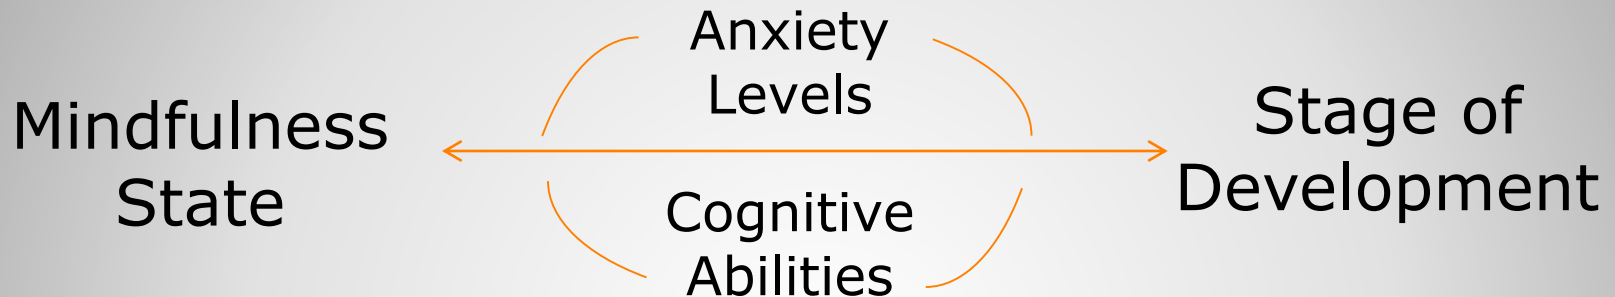 Mindfulness
State
Anxiety
Levels
Cognitive
Abilities
Stage of
Development